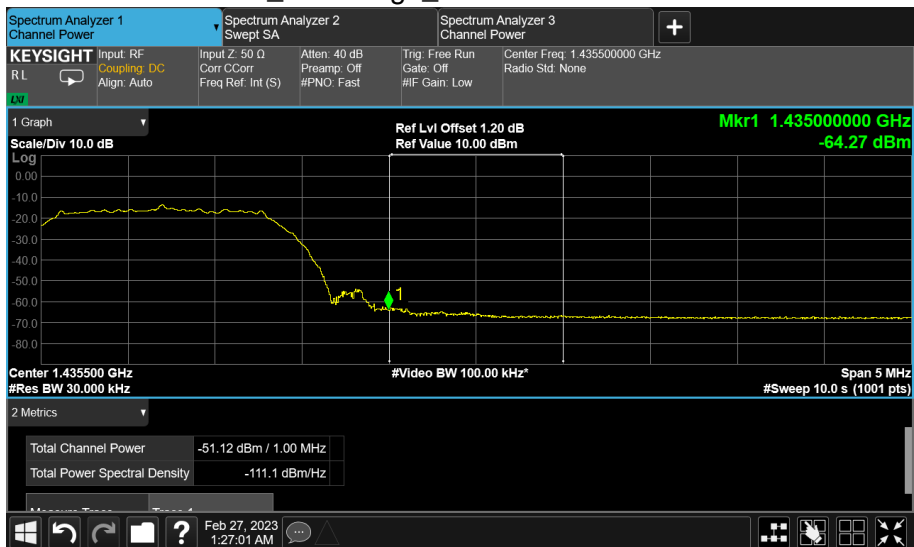 Spectrum Analyzer 1
Channel Power
Spectrum Analyzer 2
Swept SA
Spectrum Analyzer 3
Channel Power
KEYSIGHT
RL
LXI
Input: RF
Coupling: DC
Align: Auto
Input Z: 50 Ω
Corr CCorr
Freq Ref: Int (S)
Atten: 40 dB
Preamp: Off
#PNO: Fast
Trig: Free Run
Gate: Off
#IF Gain: Low
Center Freq: 1.435500000 GHz
Radio Std: None
1 Graph
Scale/Div 10.0 dB
Ref Lvl Offset 1.20 dB
Ref Value 10.00 dBm
Mkr1 1.435000000 GHz
-64.27 dBm
Log
0.00
-10.0
-20.0
-30.0
-40.0
-50.0
-60.0
-70.0
-80.0
1
Center 1.435500 GHz
#Res BW 30.000 kHz
#Video BW 100.00 kHz*
Span 5 MHz
#Sweep 10.0 s (1001 pts)
2 Metrics
Total Channel Power -51.12 dBm / 1.00 MHz
Total Power Spectral Density -111.1 dBm/Hz
?
Feb 27, 2023
1:27:01 AM